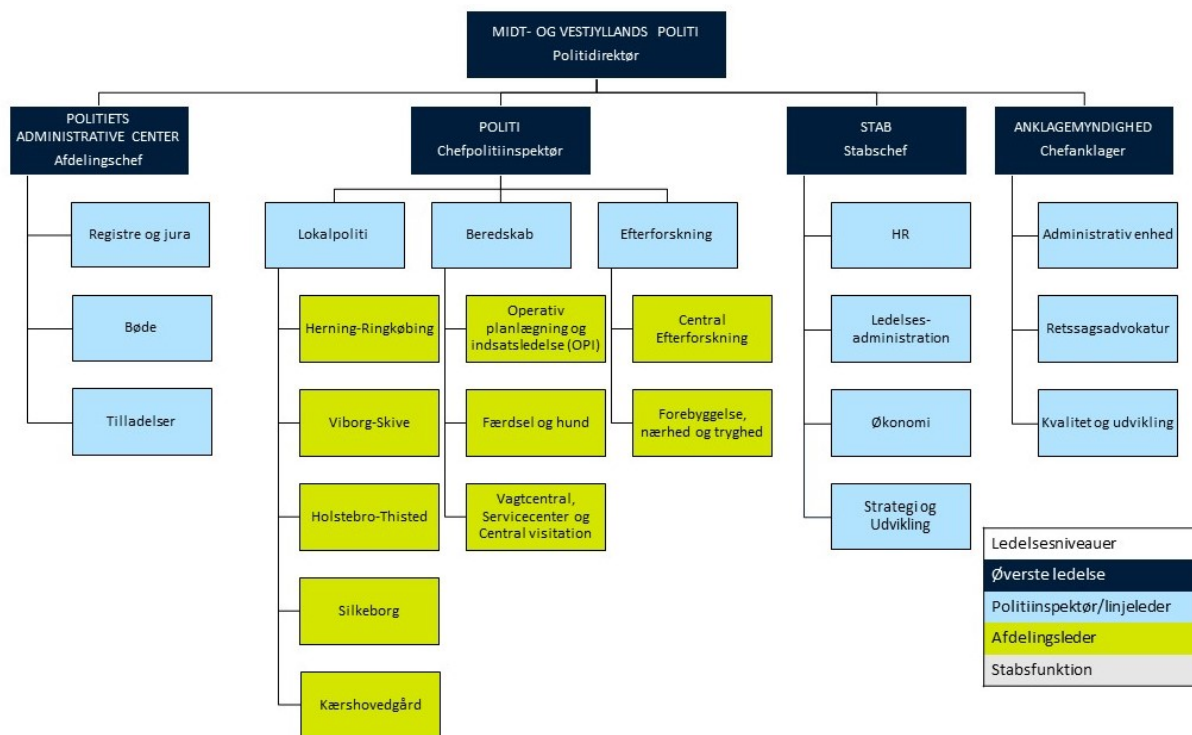 MIDT- OG VESTJYLLANDS POLITI
Politidirektør
POLITIETS
ADMINISTRATIVE CENTER
Afdelingschef
POLITI
Chefpolitiinspektør
STAB
Stabschef
ANKLAGEMYNDIGHED
Chefanklager
Registre og jura
Bøde
Tilladelser
Lokalpoliti
Herning-Ringkøbing
Viborg-Skive
Holstebro-Thisted
Silkeborg
Kærshovedgård
Beredskab
Operativ
planlægning og
indsatsledelse (OPI)
Færdsel og hund
Vagtcentral,
Servicecenter og
Central visitation
Efterforskning
Central
Efterforskning
Forebyggelse,
nærhed og tryghed
HR
Ledelses-
administration
Økonomi
Strategi og
Udvikling
Administrativ enhed
Retssagsadvokatur
Kvalitet og udvikling
Ledelsesniveauer
Øverste ledelse
Politiinspektør/linjeleder
Afdelingsleder
Stabsfunktion